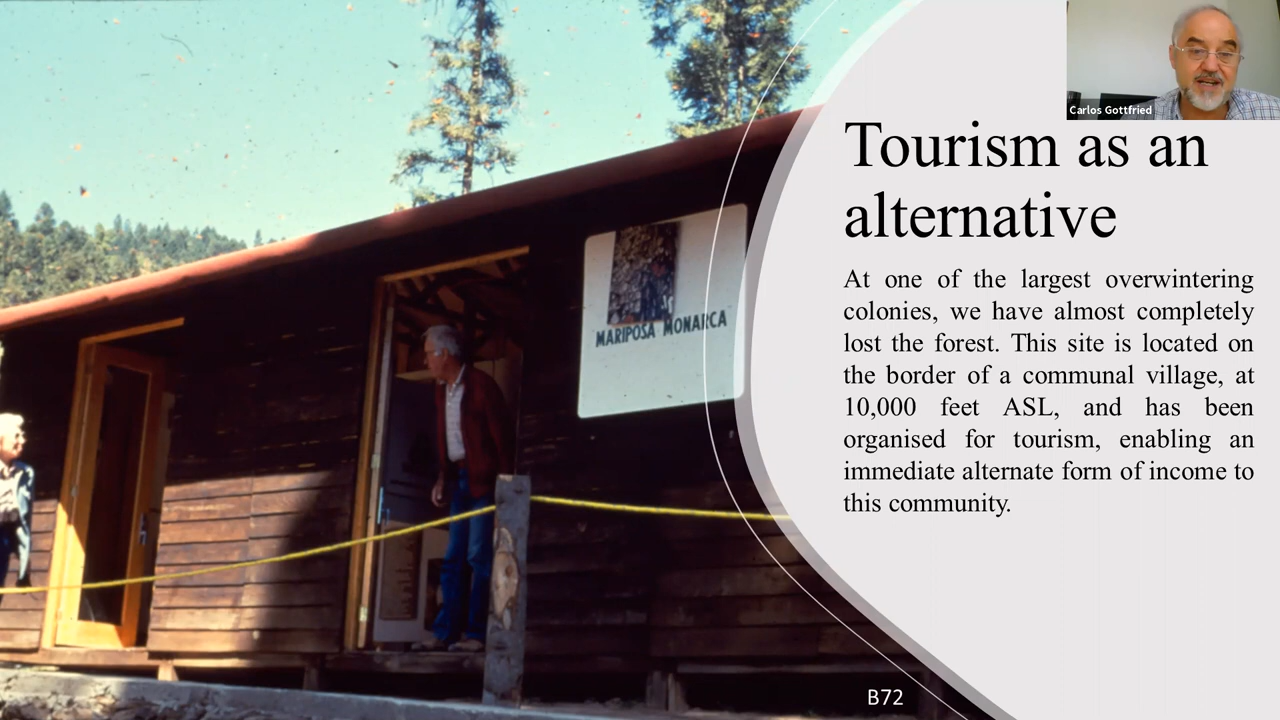 Carlos Gottfried
Tourism as an
alternative
At one of the largest overwintering
colonies, we have almost completely
lost the forest. This site is located on
the border of a communal village, at
10,000 feet ASL, and has been
organised for tourism, enabling an
immediate alternate form of income to
this community.
MARIPOSA MONARCA
B72